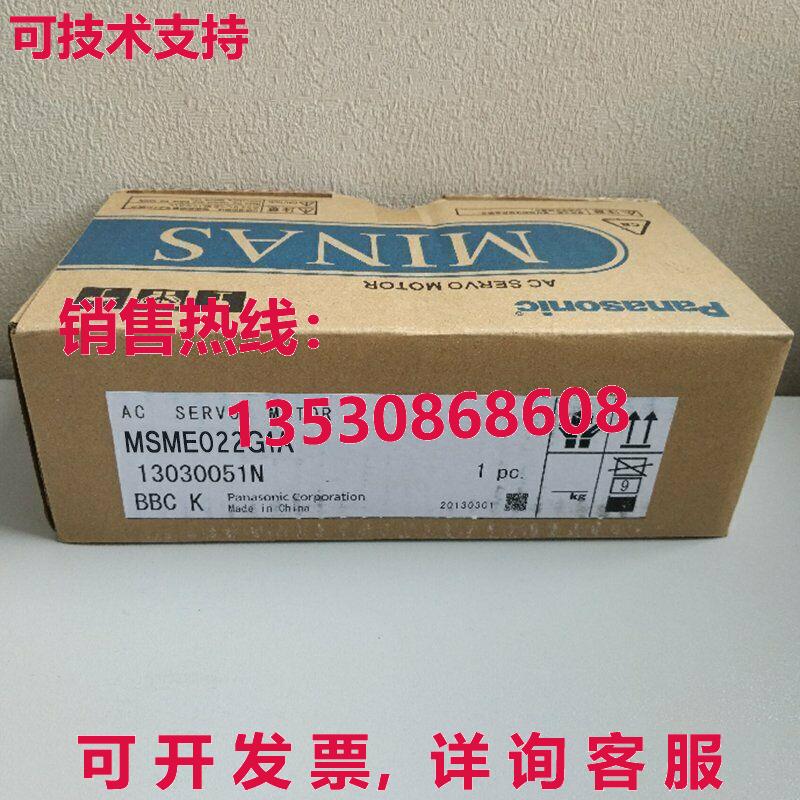 可技术支持
MINAS
AC SERVO MOTOR
Panasonic
销售热线:
AC SERVO MOTOR
13530868608
MSME022G1A
13030051N
1 pc.
BBC K
Panasonic Corporation
Made in China
20130301
kg
9
可开发票, 详询客服